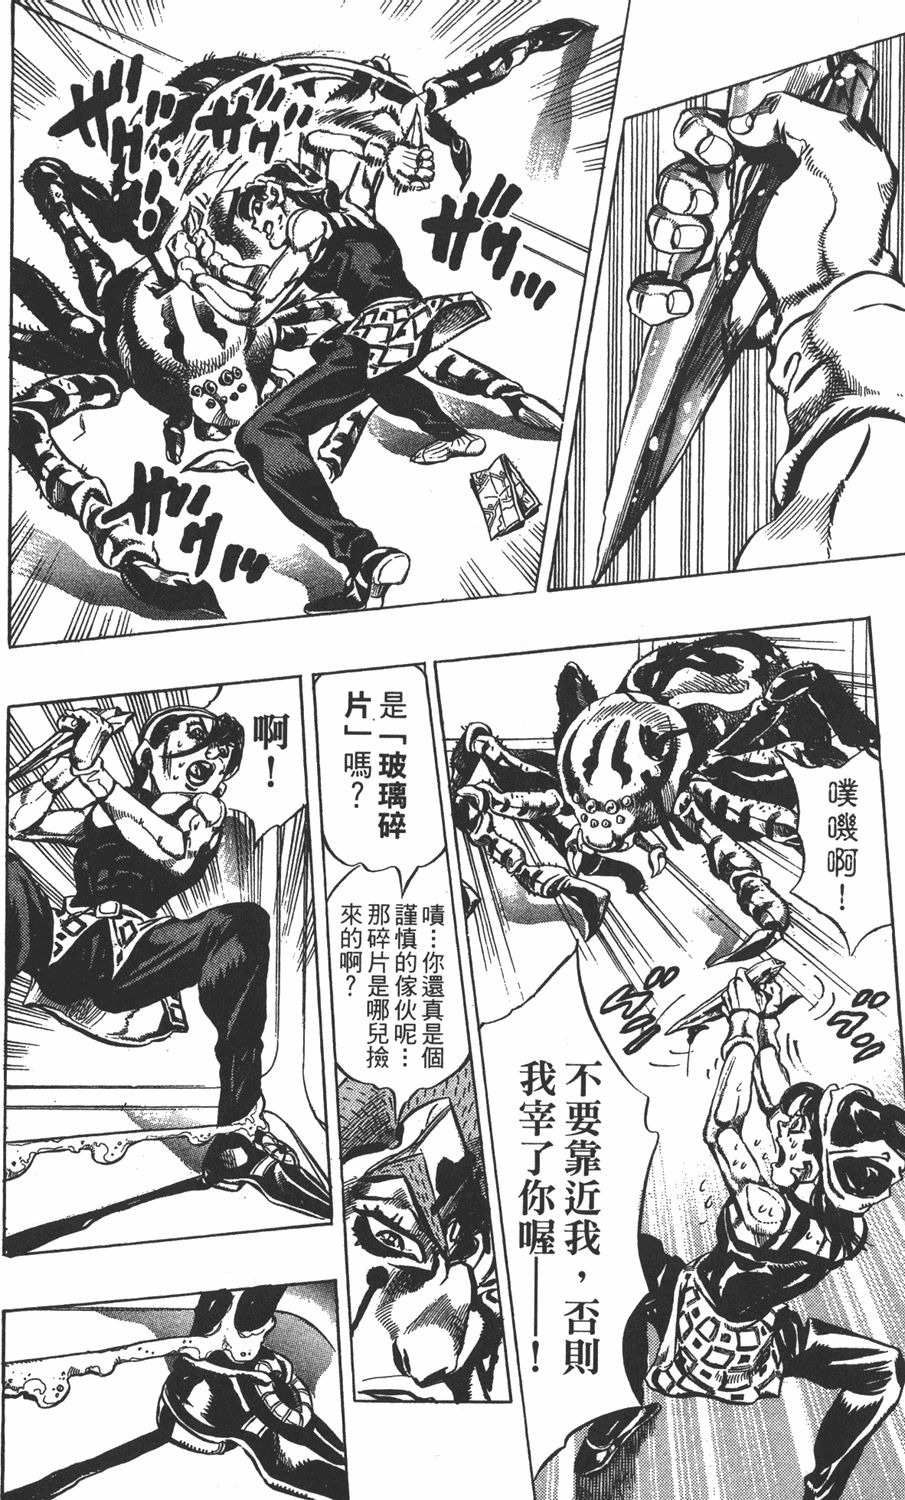 ザグ
ザグ
ザグッ
ザグッ
ザグッ
噗嘰啊！
不要靠近我，否則
我宰了你喔——！
是「玻璃碎
片」嗎？
嘖…你還真是個
謹慎的傢伙呢…
那碎片是哪兒撿
來的啊？
啊！